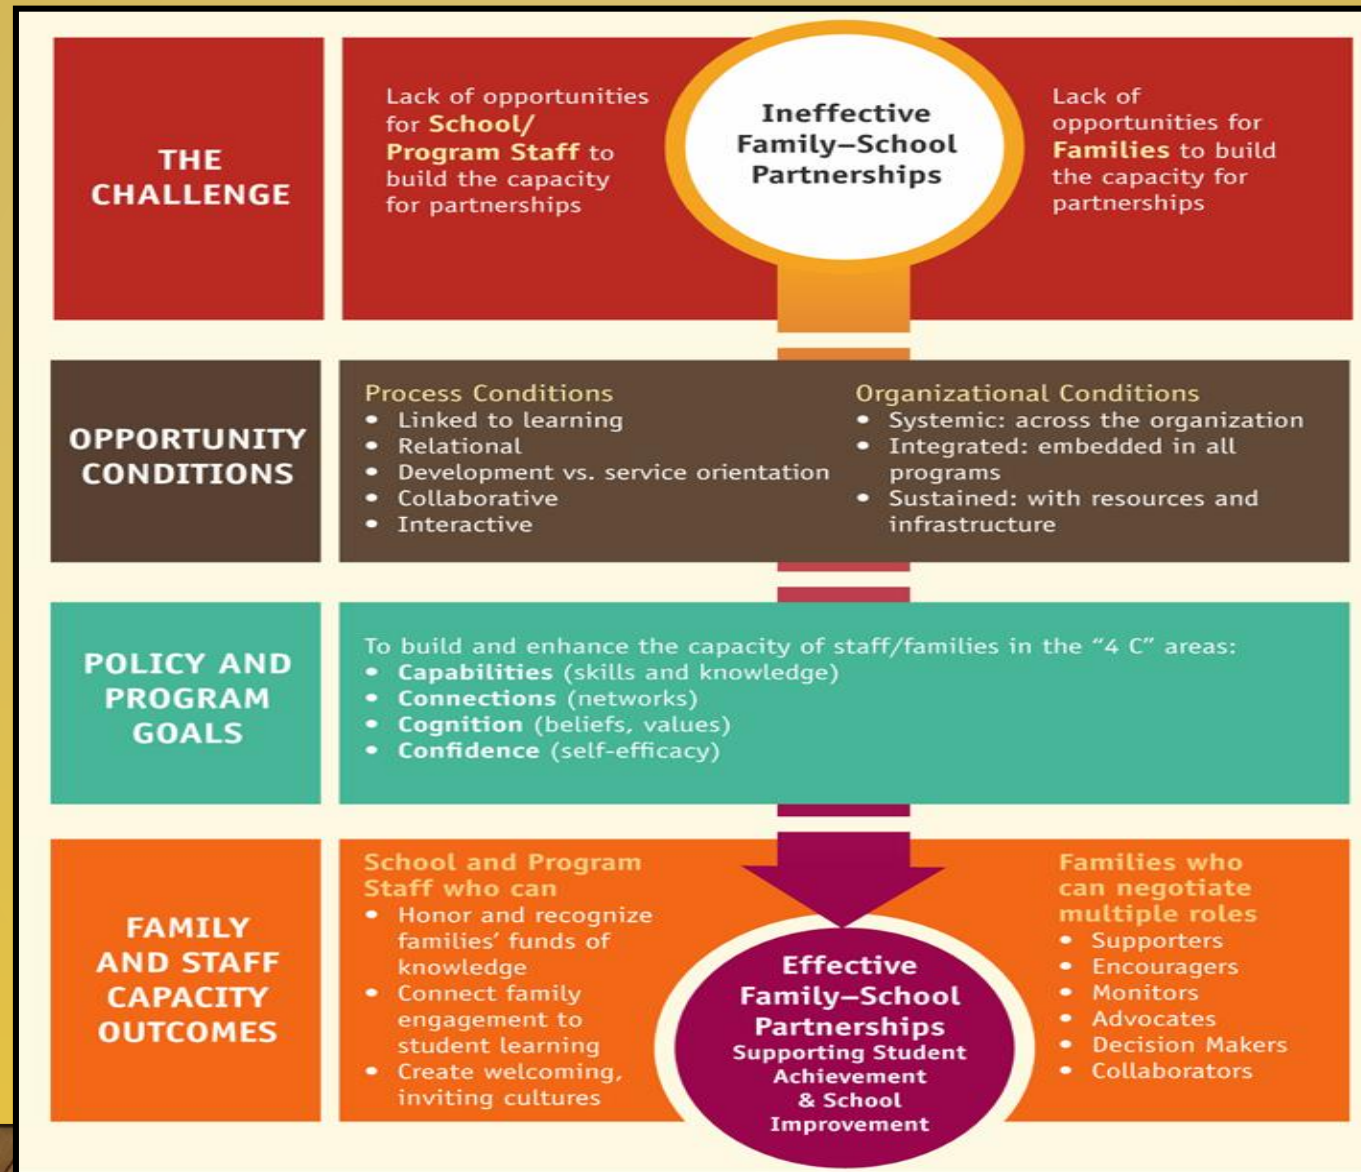 THE
CHALLENGE
Lack of opportunities
for School/
Program Staff to
build the capacity
for partnerships
Ineffective
Family–School
Partnerships
Lack of
opportunities for
Families to build
the capacity for
partnerships
OPPORTUNITY
CONDITIONS
Process Conditions
• Linked to learning
• Relational
• Development vs. service orientation
• Collaborative
• Interactive
Organizational Conditions
• Systemic: across the organization
• Integrated: embedded in all
programs
• Sustained: with resources and
infrastructure
POLICY AND
PROGRAM
GOALS
To build and enhance the capacity of staff/families in the “4 C” areas:
• Capabilities (skills and knowledge)
• Connections (networks)
• Cognition (beliefs, values)
• Confidence (self-efficacy)
FAMILY
AND STAFF
CAPACITY
OUTCOMES
School and Program
Staff who can
• Honor and recognize
families’ funds of
knowledge
• Connect family
engagement to
student learning
• Create welcoming,
inviting cultures
Effective
Family–School
Partnerships
Supporting Student
Achievement
& School
Improvement
Families who
can negotiate
multiple roles
• Supporters
• Encouragers
• Monitors
• Advocates
• Decision Makers
• Collaborators